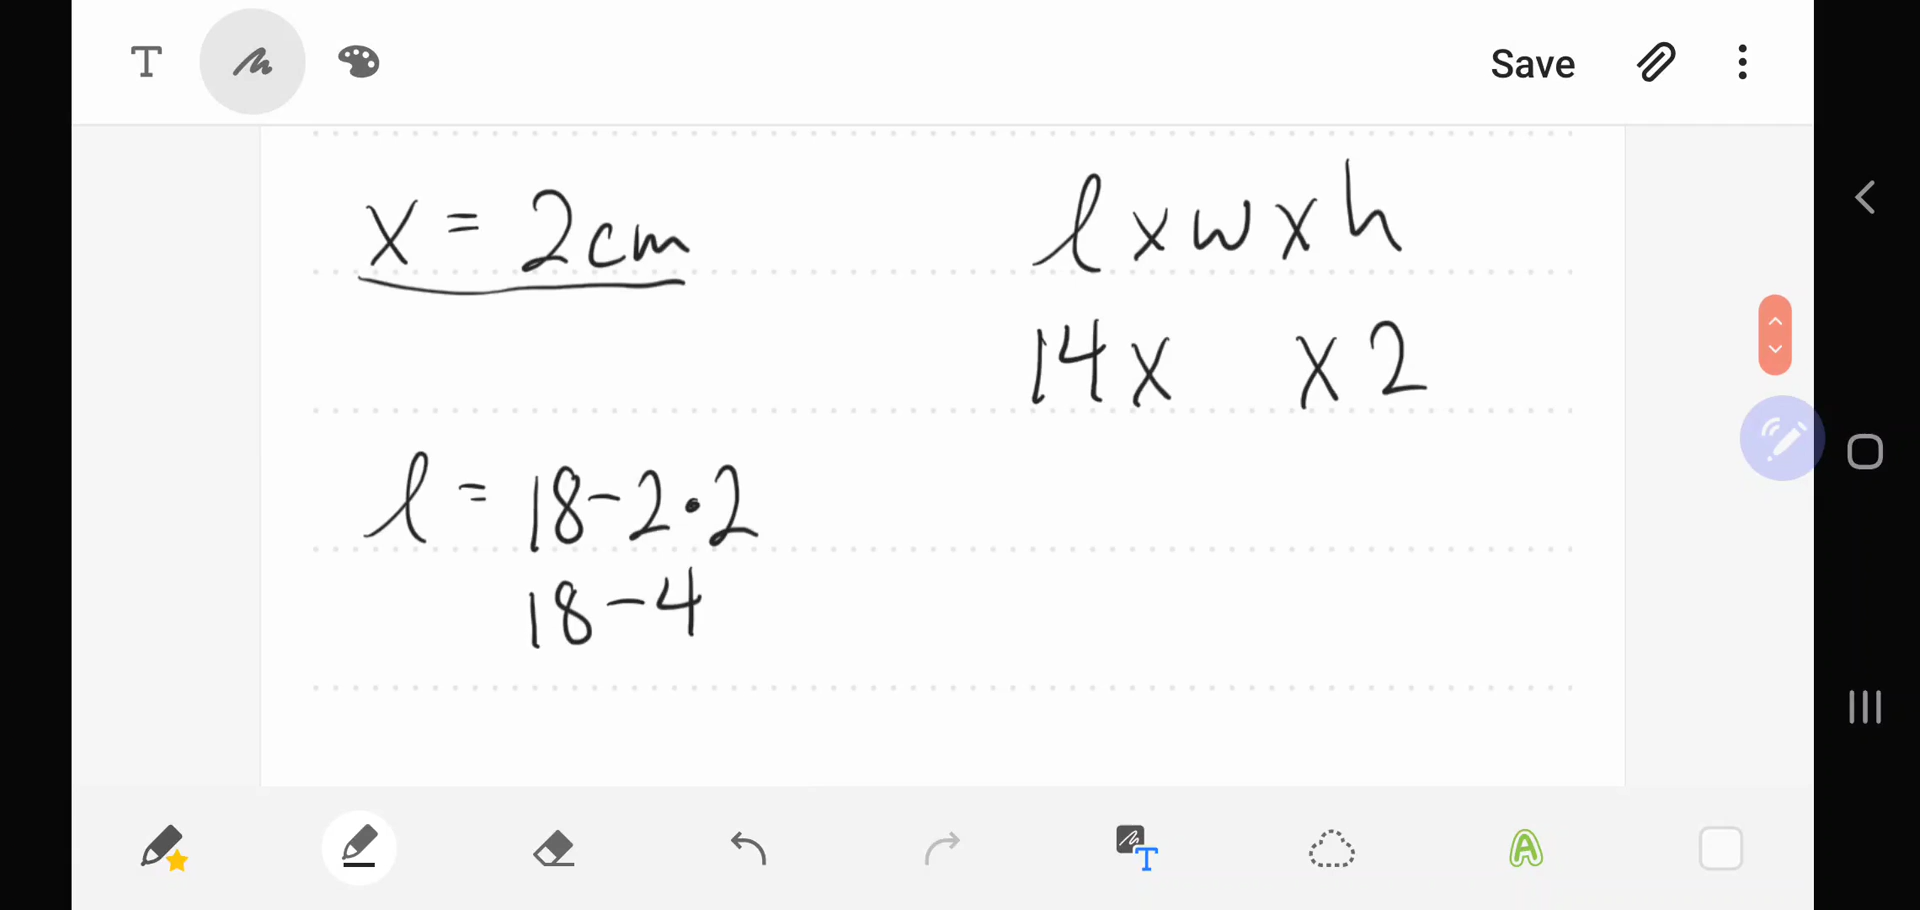 T
Save
x = 2cm
l x w x h
14 x   x 2
l = 18-2·2
18-4
T
A